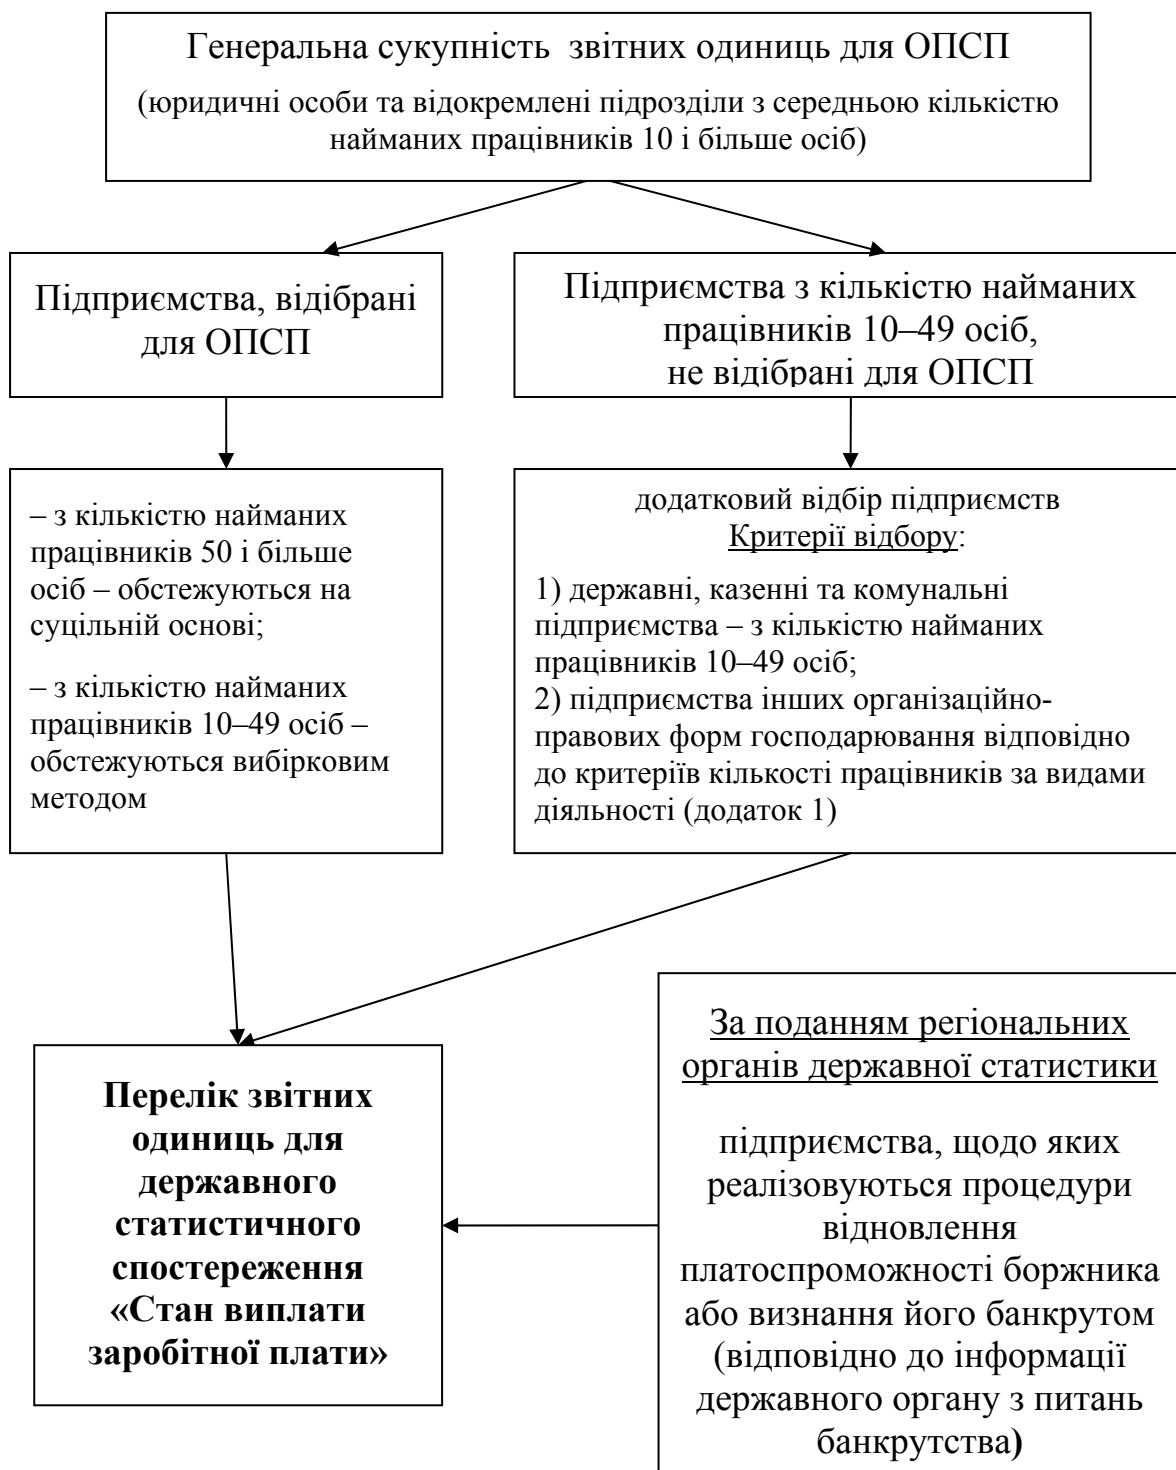 Генеральна сукупність звітних одиниць для ОПСП
(юридичні особи та відокремлені підрозділи з середньою кількістю
найманих працівників 10 і більше осіб)
Підприємства, відібрані
для ОПСП
Підприємства з кількістю найманих
працівників 10–49 осіб,
не відібрані для ОПСП
– з кількістю найманих
працівників 50 і більше
осіб – обстежуються на
суцільній основі;
– з кількістю найманих
працівників 10–49 осіб –
обстежуються вибірковим
методом
додатковий відбір підприємств
Критерії відбору:
1) державні, казенні та комунальні
підприємства – з кількістю найманих
працівників 10–49 осіб;
2) підприємства інших організаційно-
правових форм господарювання відповідно
до критеріїв кількості працівників за видами
діяльності (додаток 1)
Перелік звітних
одиниць для
державного
статистичного
спостереження
«Стан виплати
заробітної плати»
За поданням регіональних
органів державної статистики
підприємства, щодо яких
реалізовуються процедури
відновлення
платоспроможності боржника
або визнання його банкрутом
(відповідно до інформації
державного органу з питань
банкрутства)